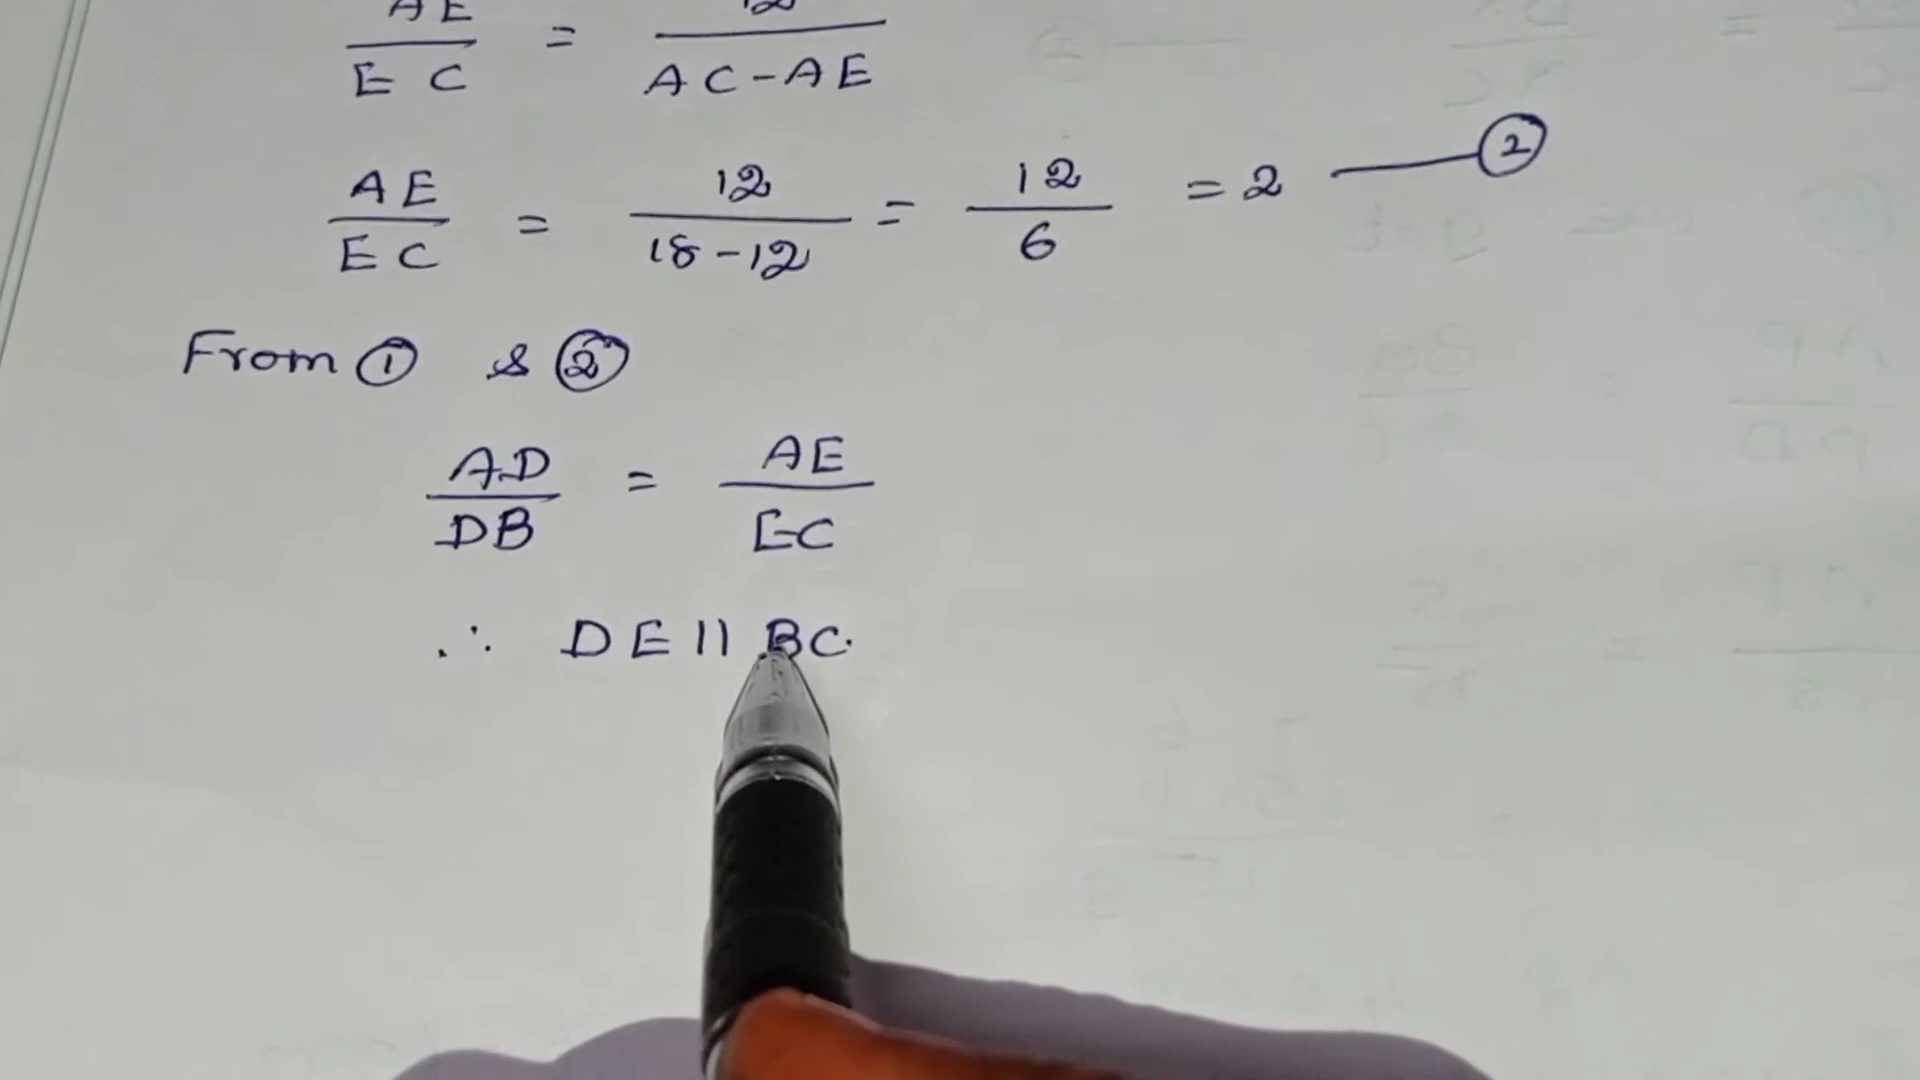 AE/EC = 12/(AC-AE)
AE/EC = 12/(18-12) = 12/6 = 2 — ②
From ① & ②
AD/DB = AE/EC
∴ DE || BC.